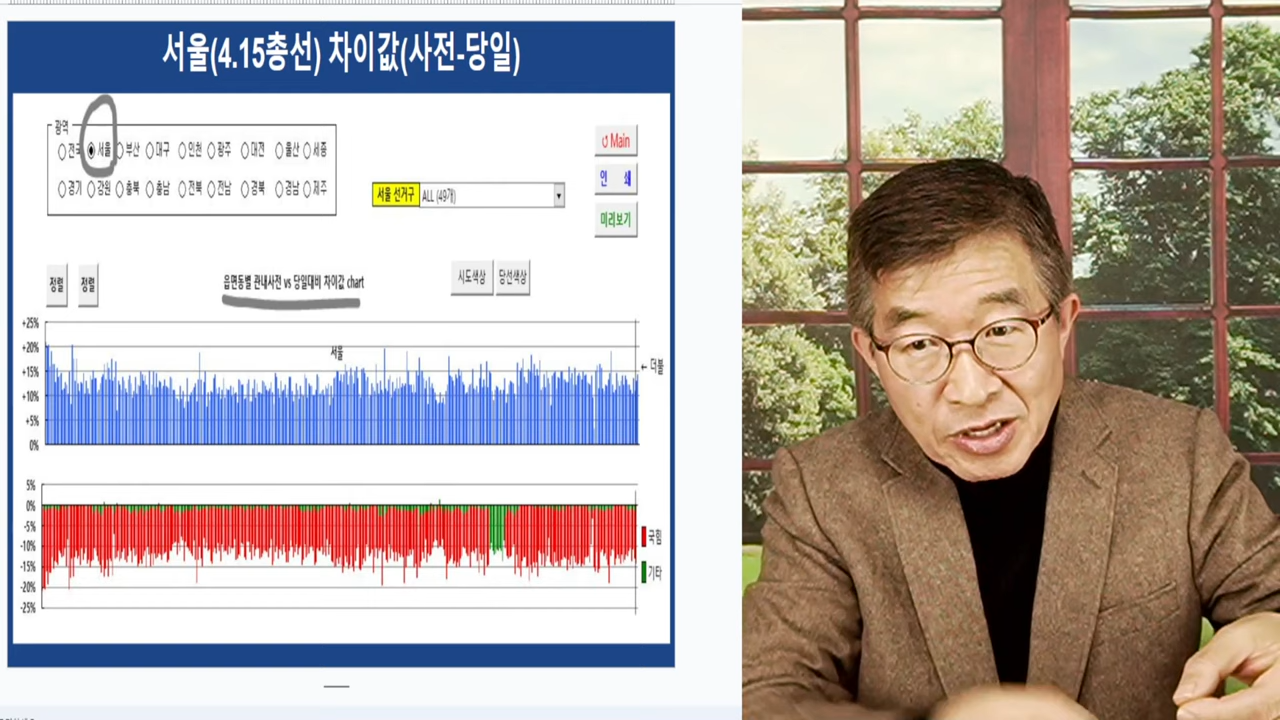 서울(4.15총선) 차이값(사전-당일)
광역
전국 서울 부산 대구 인천 광주 대전 울산 세종
경기 강원 충북 충남 전북 전남 경북 경남 제주
서울 선거구 ALL (49개)
↺ Main
인 쇄
미리보기
정렬 정렬
읍면동별 관내사전 vs 당일대비 차이값 chart
시도색상 당선색상
+25%
+20%
+15%
+10%
+5%
0%
서울
← 더불
5%
0%
-5%
-10%
-15%
-20%
-25%
국힘
기타